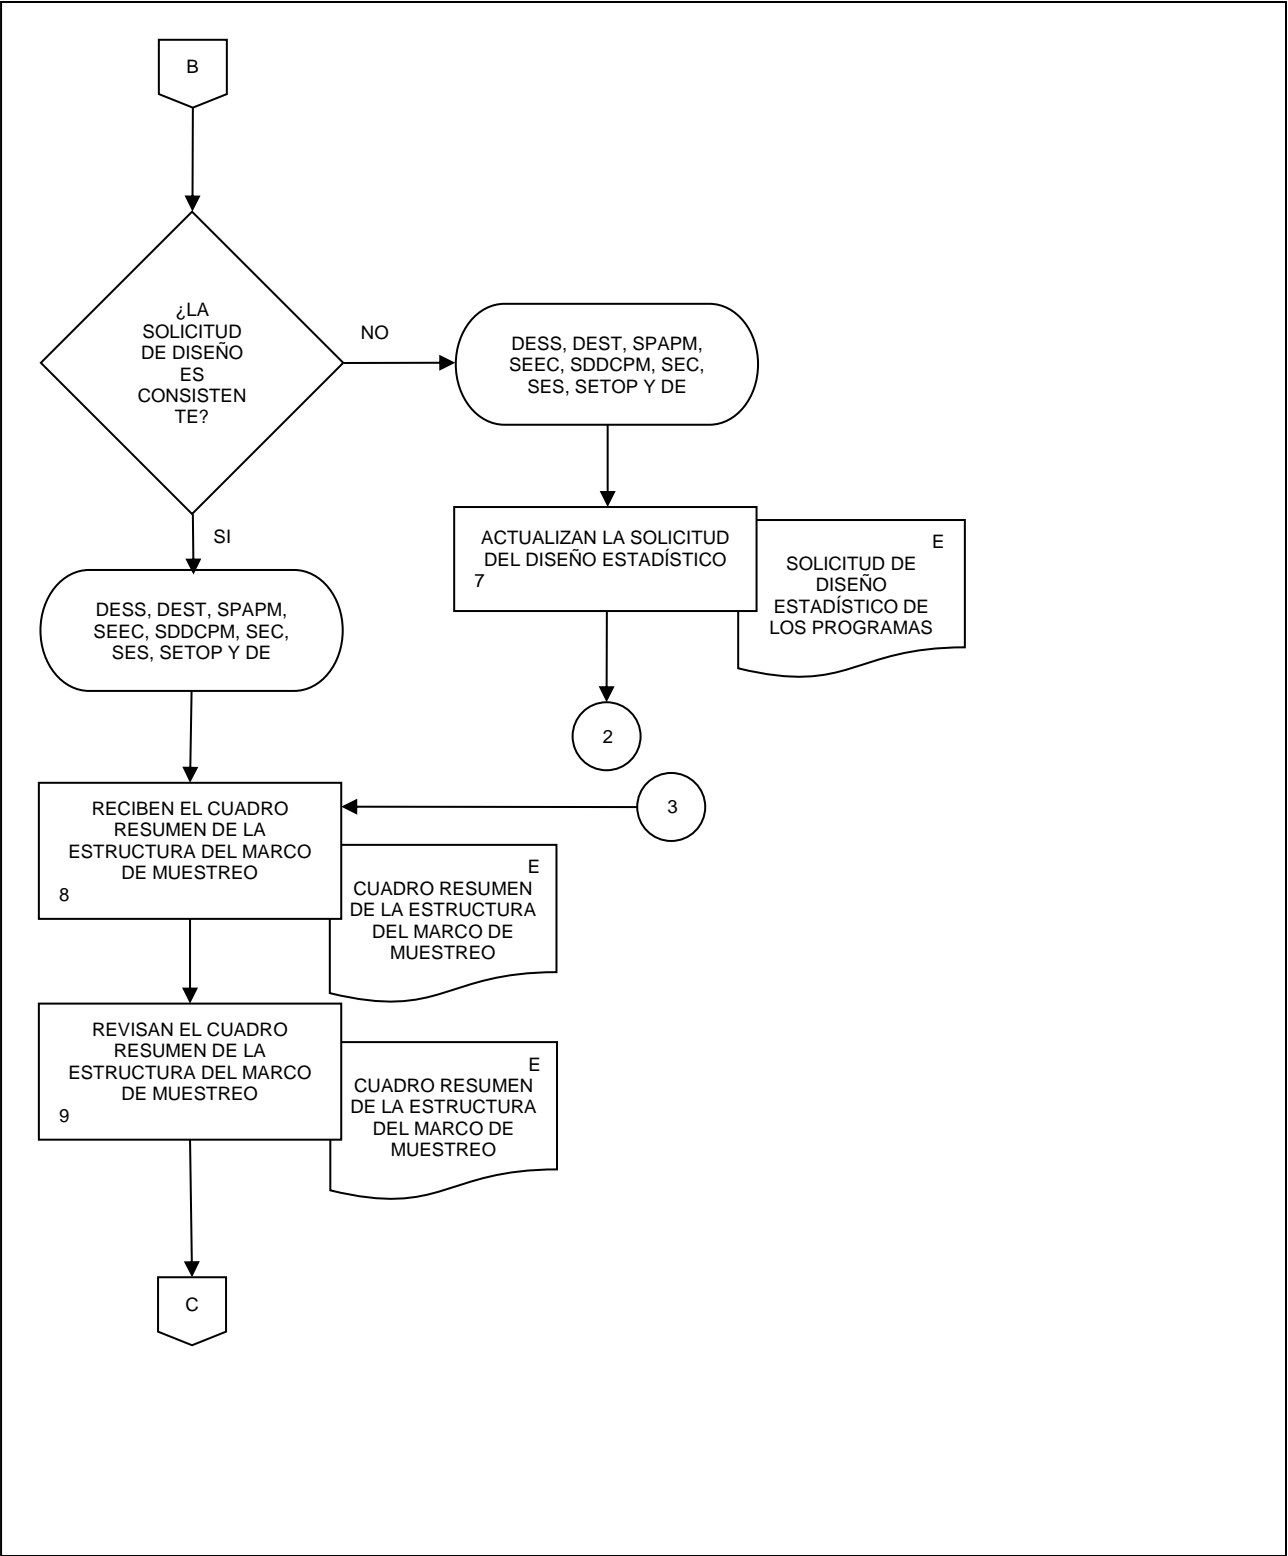 B
¿LA
SOLICITUD
DE DISEÑO
ES
CONSISTEN
TE?
NO
DESS, DEST, SPAPM,
SEEC, SDDCPM, SEC,
SES, SETOP Y DE
SI
ACTUALIZAN LA SOLICITUD
DEL DISEÑO ESTADÍSTICO
7
E
SOLICITUD DE
DISEÑO
ESTADÍSTICO DE
LOS PROGRAMAS
DESS, DEST, SPAPM,
SEEC, SDDCPM, SEC,
SES, SETOP Y DE
2
3
RECIBEN EL CUADRO
RESUMEN DE LA
ESTRUCTURA DEL MARCO
DE MUESTREO
8
E
CUADRO RESUMEN
DE LA ESTRUCTURA
DEL MARCO DE
MUESTREO
REVISAN EL CUADRO
RESUMEN DE LA
ESTRUCTURA DEL MARCO
DE MUESTREO
9
E
CUADRO RESUMEN
DE LA ESTRUCTURA
DEL MARCO DE
MUESTREO
C